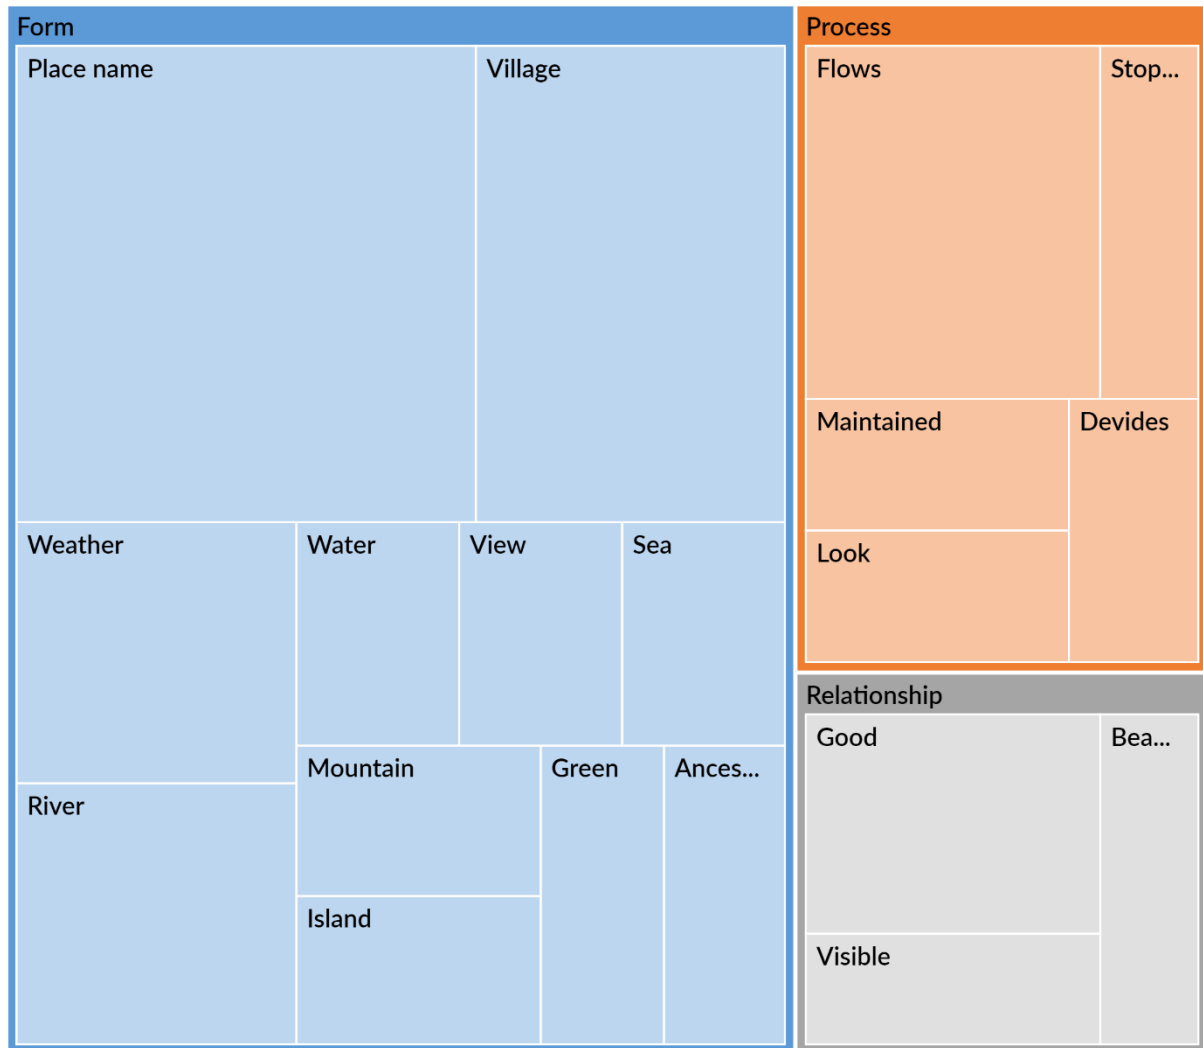 Form
Place name
Village
Weather
Water
View
Sea
River
Mountain
Green
Ances...
Island
Process
Flows
Stop...
Maintained
Devides
Look
Relationship
Good
Bea...
Visible